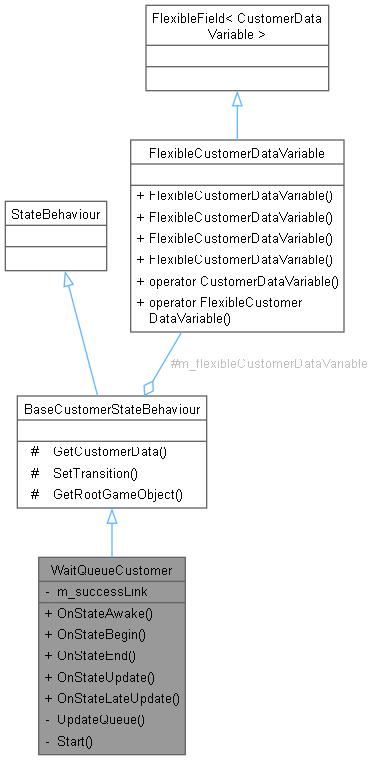 FlexibleField< CustomerData
Variable >
FlexibleCustomerDataVariable
+ FlexibleCustomerDataVariable()
+ FlexibleCustomerDataVariable()
+ FlexibleCustomerDataVariable()
+ FlexibleCustomerDataVariable()
+ operator CustomerDataVariable()
+ operator FlexibleCustomer
DataVariable()
StateBehaviour
#m_flexibleCustomerDataVariable
BaseCustomerStateBehaviour
# GetCustomerData()
# SetTransition()
# GetRootGameObject()
WaitQueueCustomer
- m_successLink
+ OnStateAwake()
+ OnStateBegin()
+ OnStateEnd()
+ OnStateUpdate()
+ OnStateLateUpdate()
- UpdateQueue()
- Start()